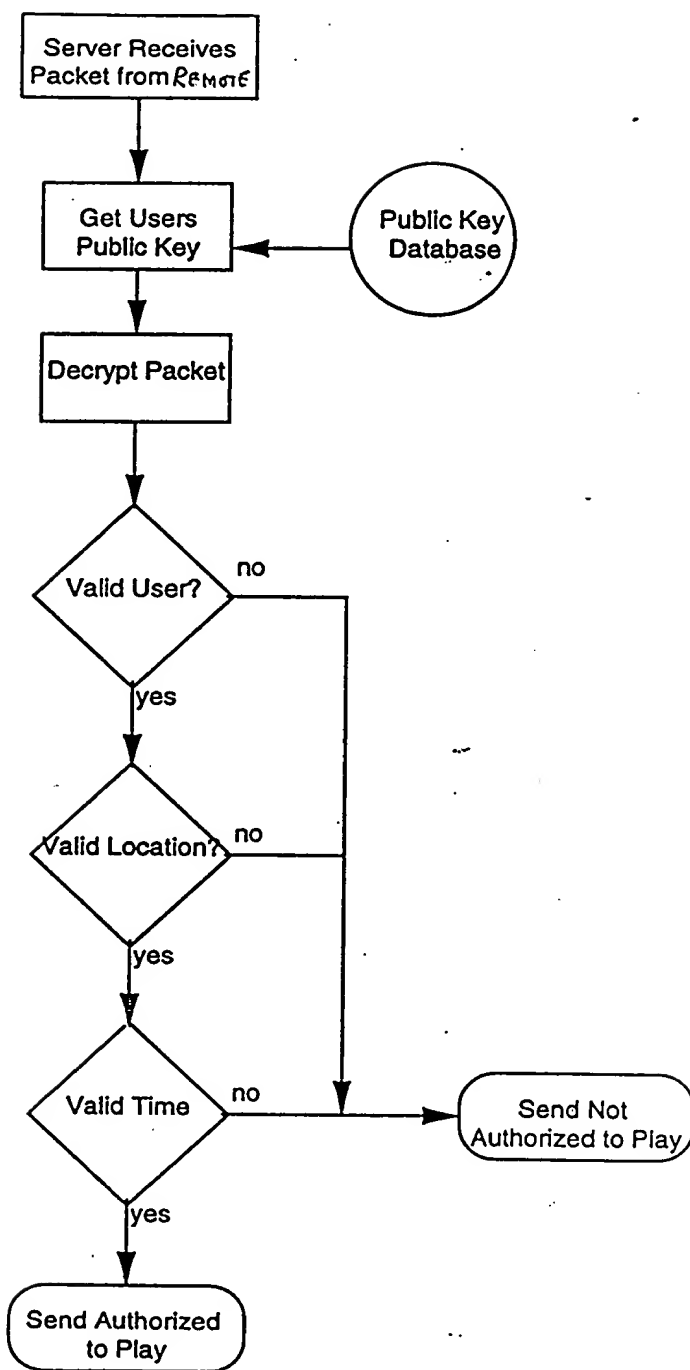 Server Receives
Packet from REMOTE
Get Users
Public Key
Public Key
Database
Decrypt Packet
Valid User?
no
yes
Valid Location?
no
yes
Valid Time
no
Send Not
Authorized to Play
yes
Send Authorized
to Play